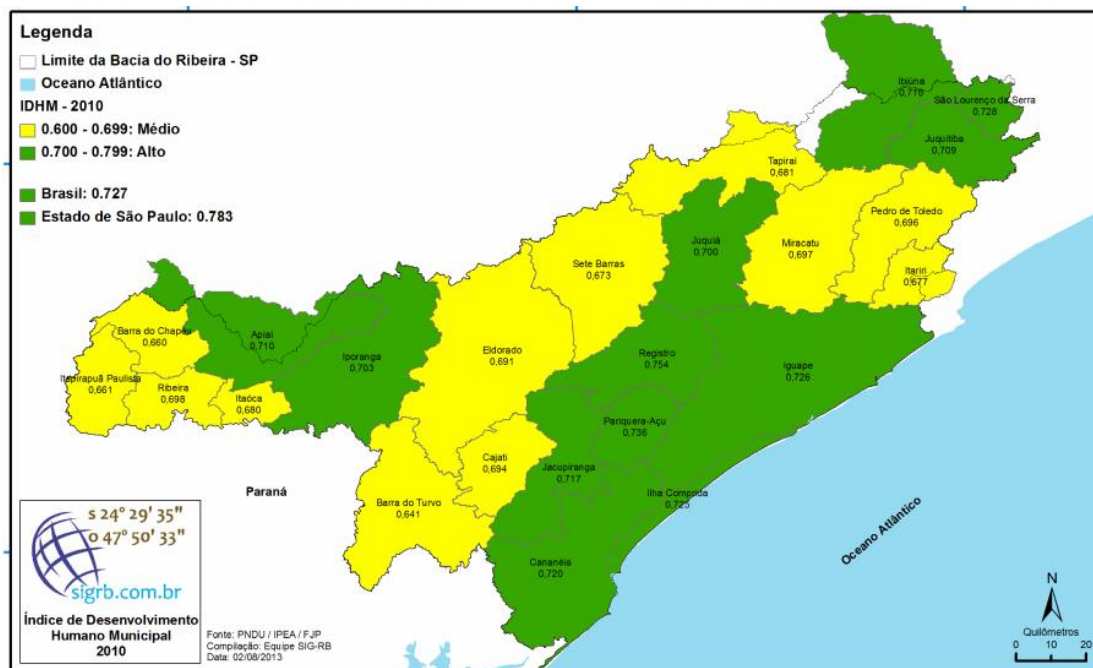 Legenda
Limite da Bacia do Ribeira - SP
Oceano Atlântico
IDHM - 2010
0.600 - 0.699: Médio
0.700 - 0.799: Alto
Brasil: 0.727
Estado de São Paulo: 0.783
Ibiúna
0,710
São Lourenço da Serra
0,728
Juquitiba
0,709
Tapiraí
0,681
Pedro de Toledo
0,696
Juquiá
0,700
Miracatu
0,697
Sete Barras
0,673
Itariri
0,677
Barra do Chapéu
0,660
Apiaí
0,710
Iporanga
0,703
Eldorado
0,691
Registro
0,754
Iguape
0,726
Itapirapuã Paulista
0,661
Ribeira
0,698
Itaóca
0,680
Pariquera-Açu
0,736
Cajati
0,694
Jacupiranga
0,717
Ilha Comprida
0,725
Paraná
Barra do Turvo
0,641
Cananéia
0,720
Oceano Atlântico
s 24° 29' 35"
o 47° 50' 33"
sigrb.com.br
Índice de Desenvolvimento
Humano Municipal
2010
Fonte: PNDU / IPEA / FJP
Compilação: Equipe SIG-RB
Data: 02/08/2013
N
Quilômetros
0 10 20